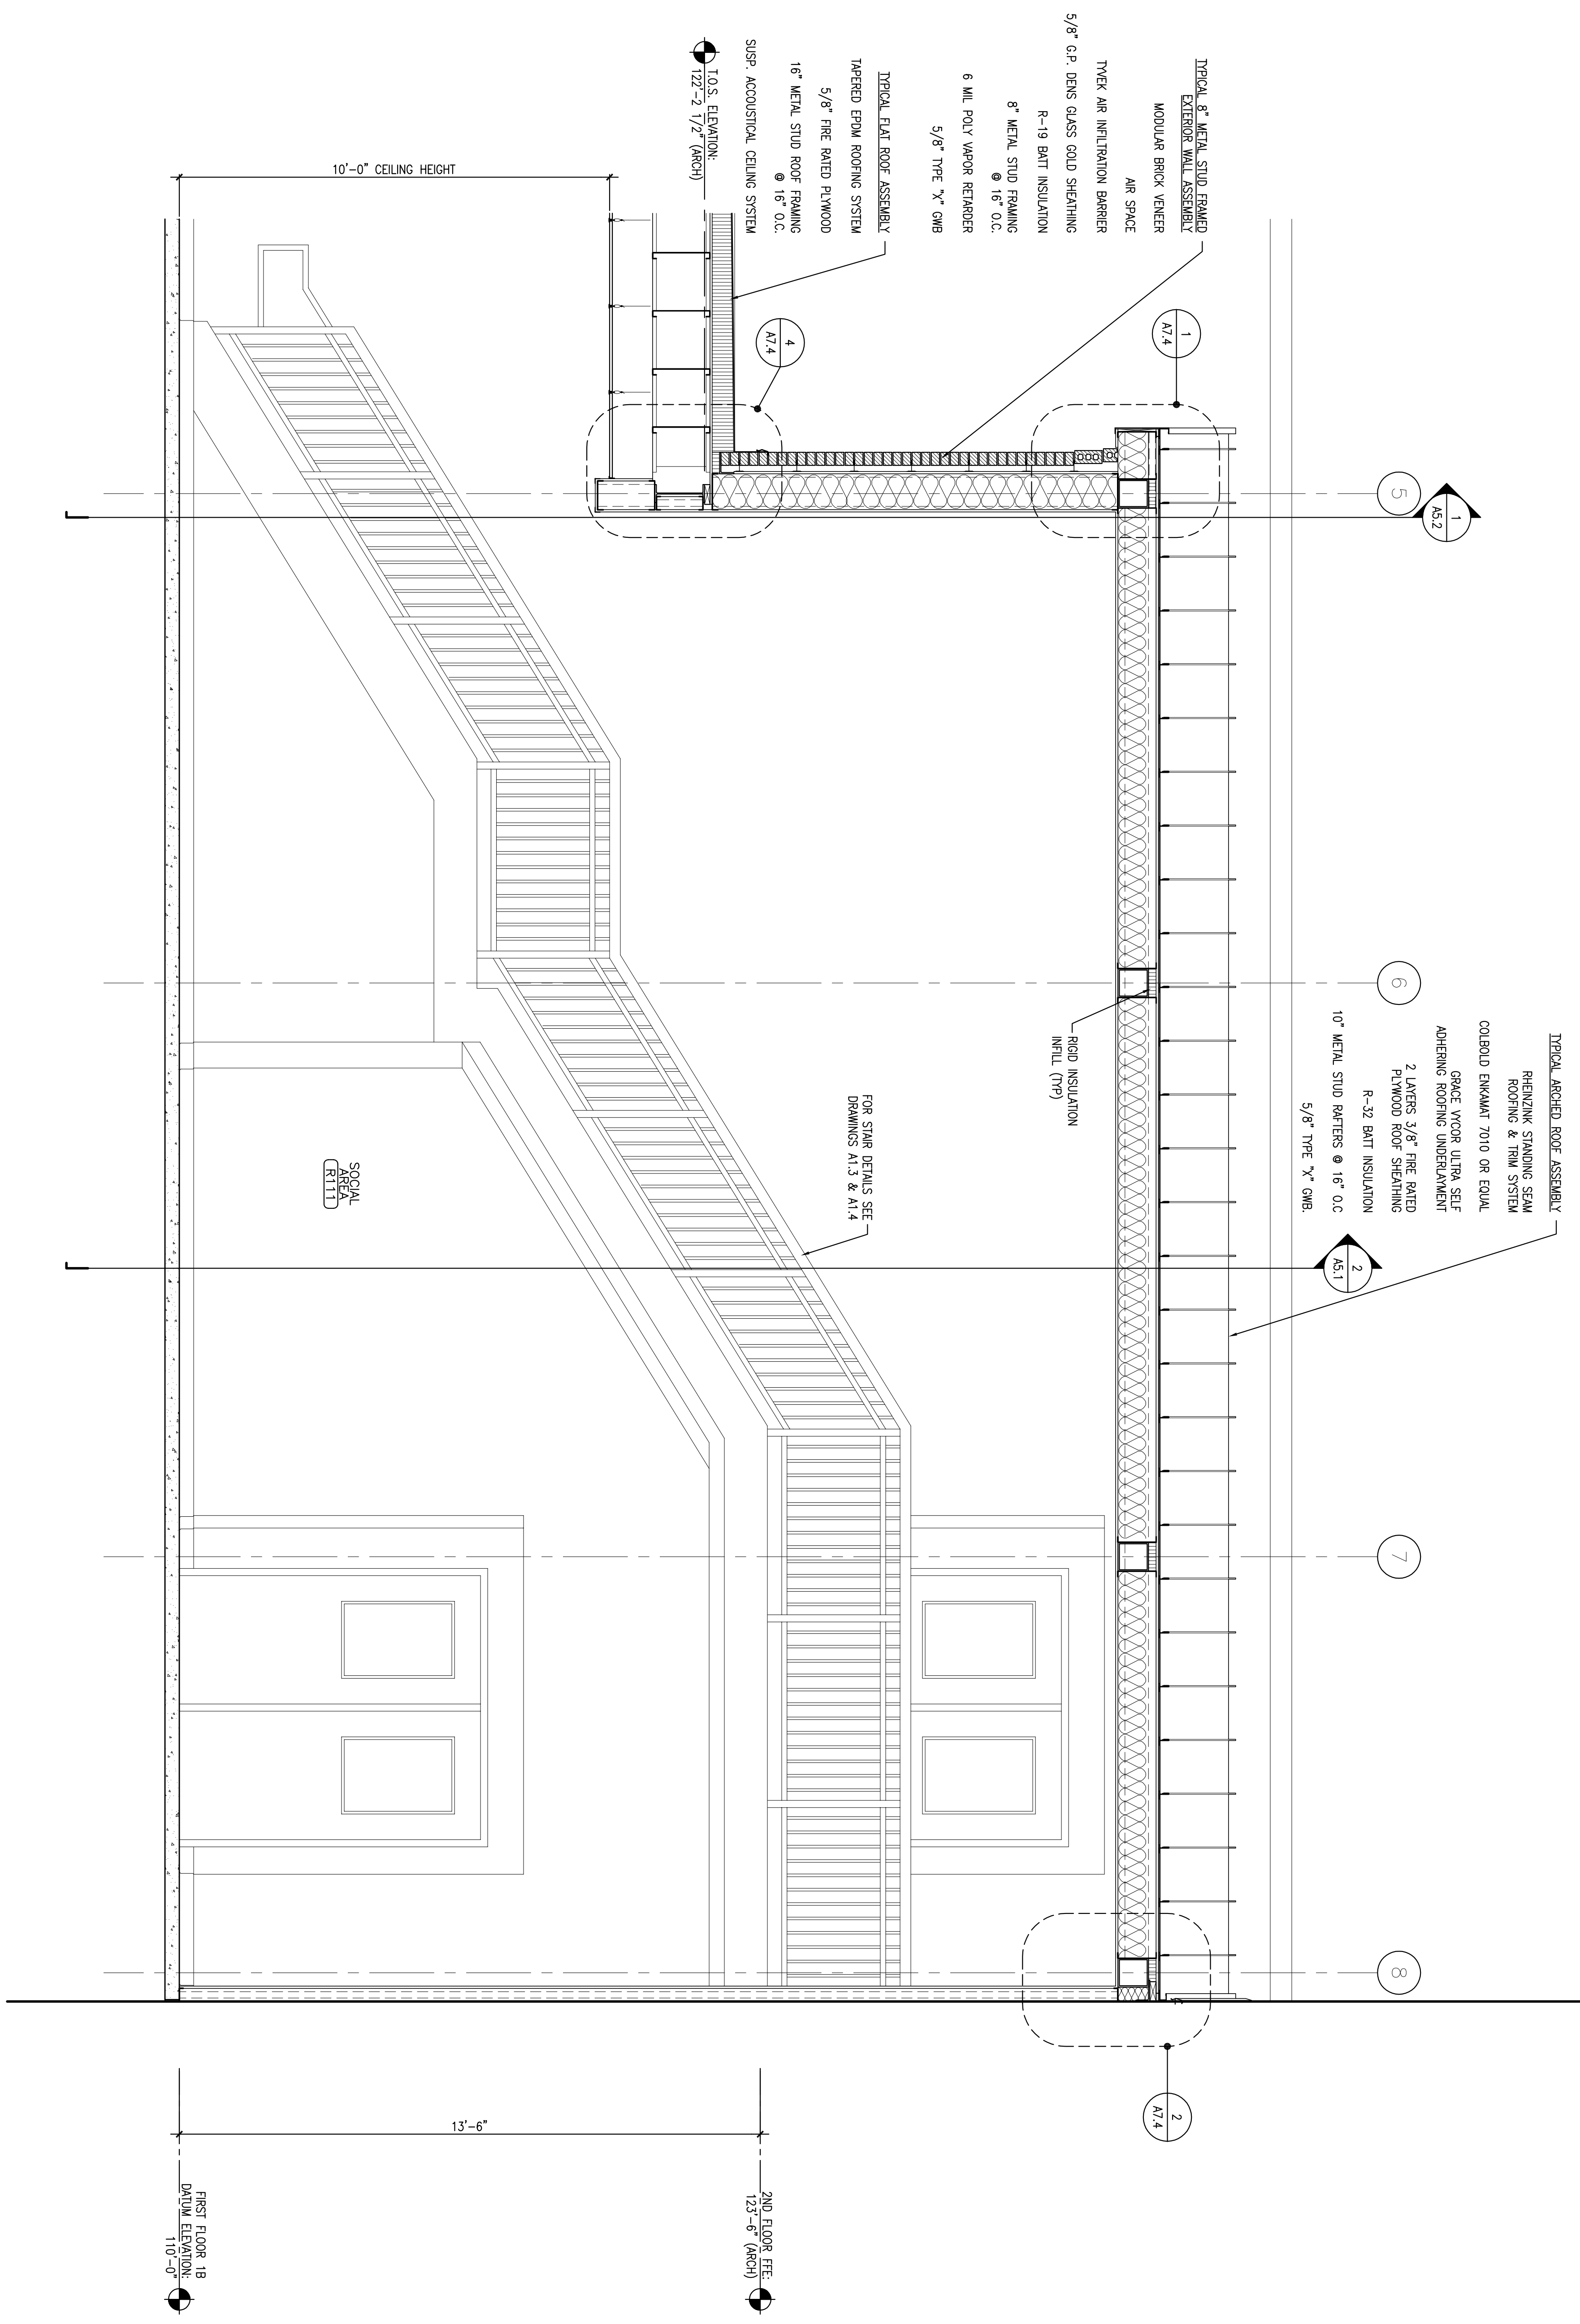 TYPICAL 8" METAL STUD FRAMED
EXTERIOR WALL ASSEMBLY
MODULAR BRICK VENEER
AIR SPACE
TYVEK AIR INFILTRATION BARRIER
5/8" G.P. DENS GLASS GOLD SHEATHING
R-19 BATT INSULATION
8" METAL STUD FRAMING
@ 16" O.C.
6 MIL POLY VAPOR RETARDER
5/8" TYPE "X" GWB
TYPICAL FLAT ROOF ASSEMBLY
TAPERED EPDM ROOFING SYSTEM
5/8" FIRE RATED PLYWOOD
16" METAL STUD ROOF FRAMING
@ 16" O.C.
SUSP. ACCOUSTICAL CEILING SYSTEM
T.O.S. ELEVATION:
122'-2 1/2" (ARCH)
10'-0" CEILING HEIGHT
1
A7.4
4
A7.4
5
1
A5.2
6
TYPICAL ARCHED ROOF ASSEMBLY
RHEINZINK STANDING SEAM
ROOFING & TRIM SYSTEM
COLBOLD ENKAMAT 7010 OR EQUAL
GRACE VYCOR ULTRA SELF
ADHERING ROOFING UNDERLAYMENT
2 LAYERS 3/8" FIRE RATED
PLYWOOD ROOF SHEATHING
R-32 BATT INSULATION
10" METAL STUD RAFTERS @ 16" O.C
5/8" TYPE "X" GWB.
RIGID INSULATION
INFILL (TYP)
FOR STAIR DETAILS SEE
DRAWINGS A1.3 & A1.4
SOCIAL
AREA
R111
2
A5.1
7
8
2
A7.4
13'-6"
2ND FLOOR FFE:
123'-6" (ARCH)
FIRST FLOOR 1B
DATUM ELEVATION:
110'-0"